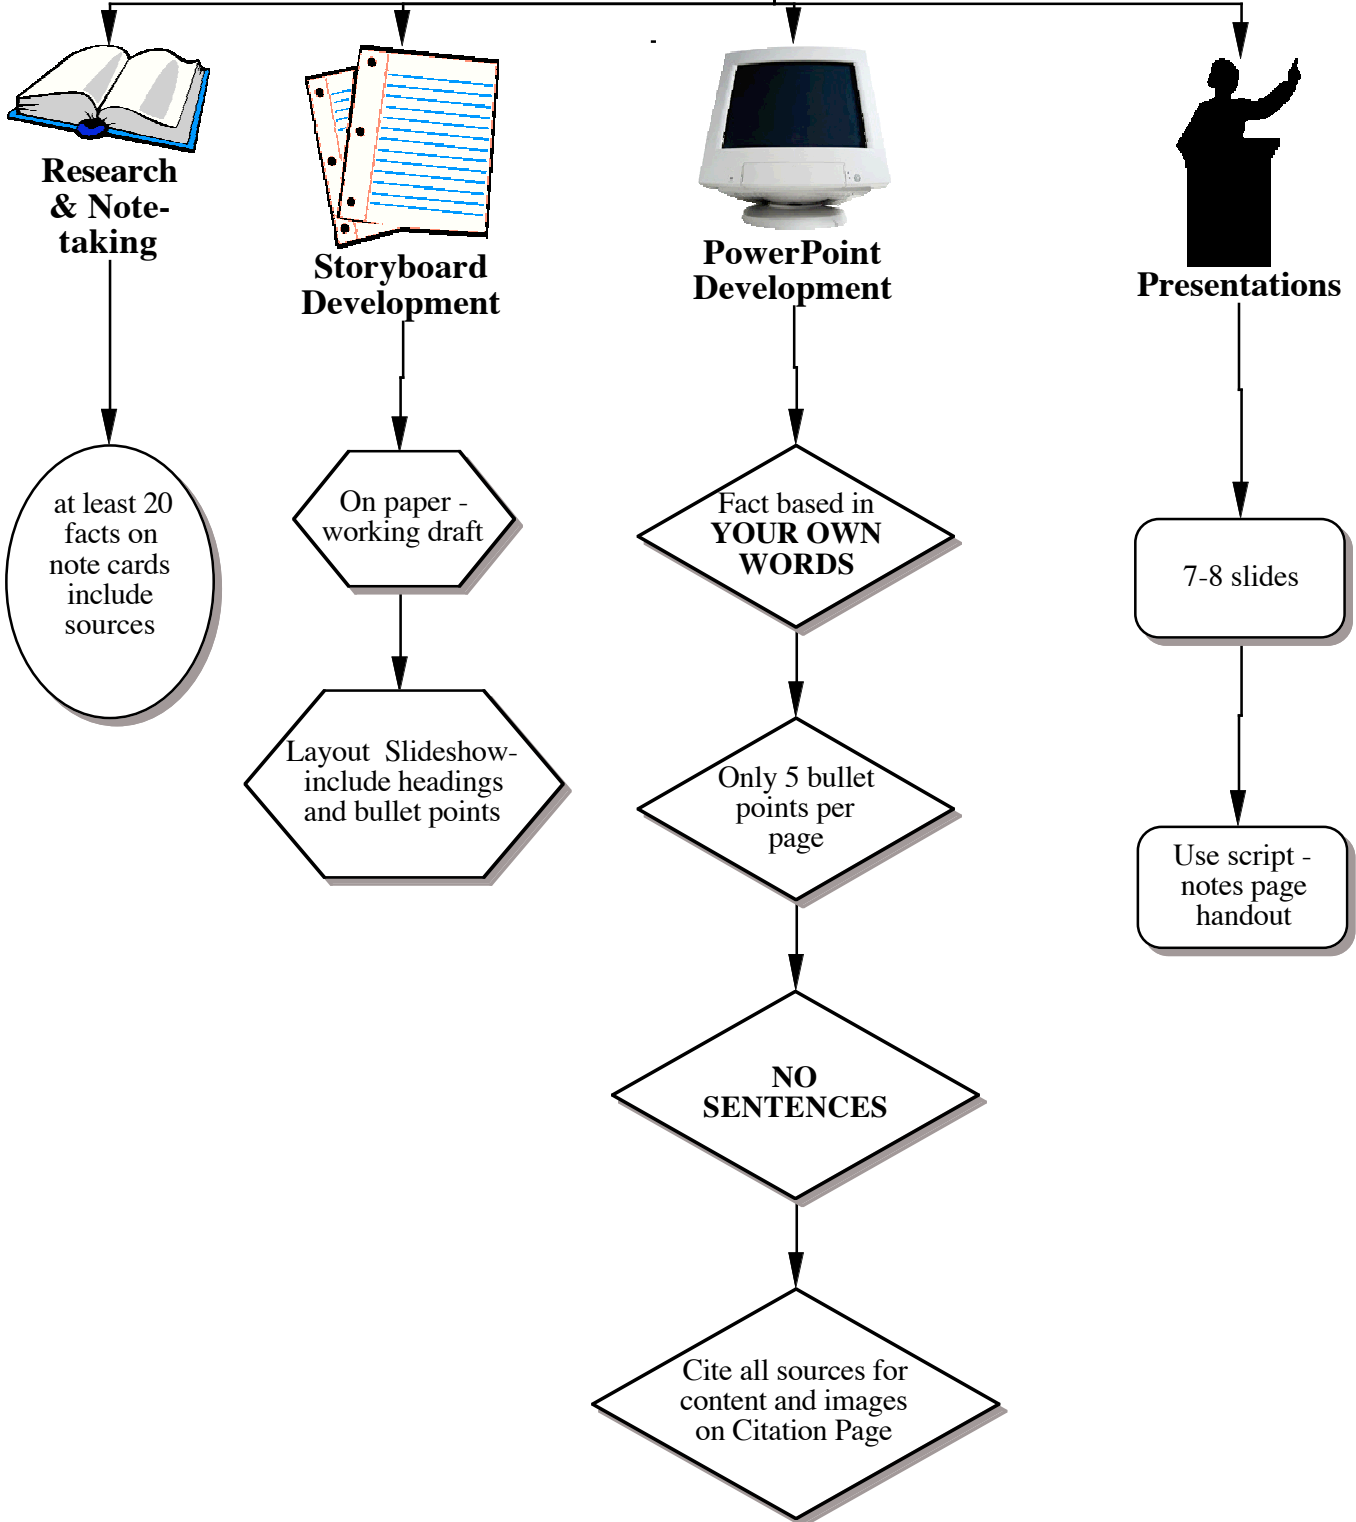 Research
& Note-
taking
Storyboard
Development
PowerPoint
Development
Presentations
at least 20
facts on
note cards
include
sources
On paper -
working draft
Layout  Slideshow-
include headings
and bullet points
Fact based in
YOUR OWN
WORDS
Only 5 bullet
points per
page
NO
SENTENCES
Cite all sources for
content and images
on Citation Page
7-8 slides
Use script -
notes page
handout